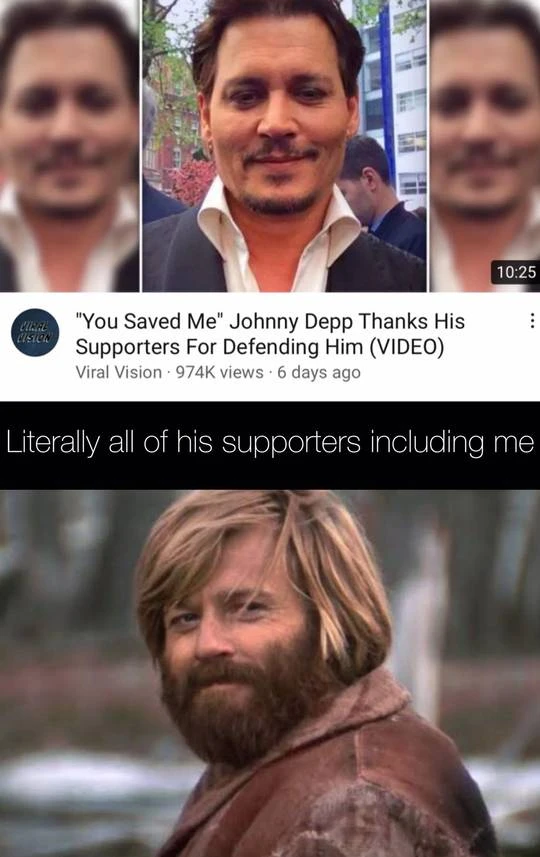 10:25
VIRAL
VISION
"You Saved Me" Johnny Depp Thanks His
Supporters For Defending Him (VIDEO)
Viral Vision · 974K views · 6 days ago
Literally all of his supporters including me